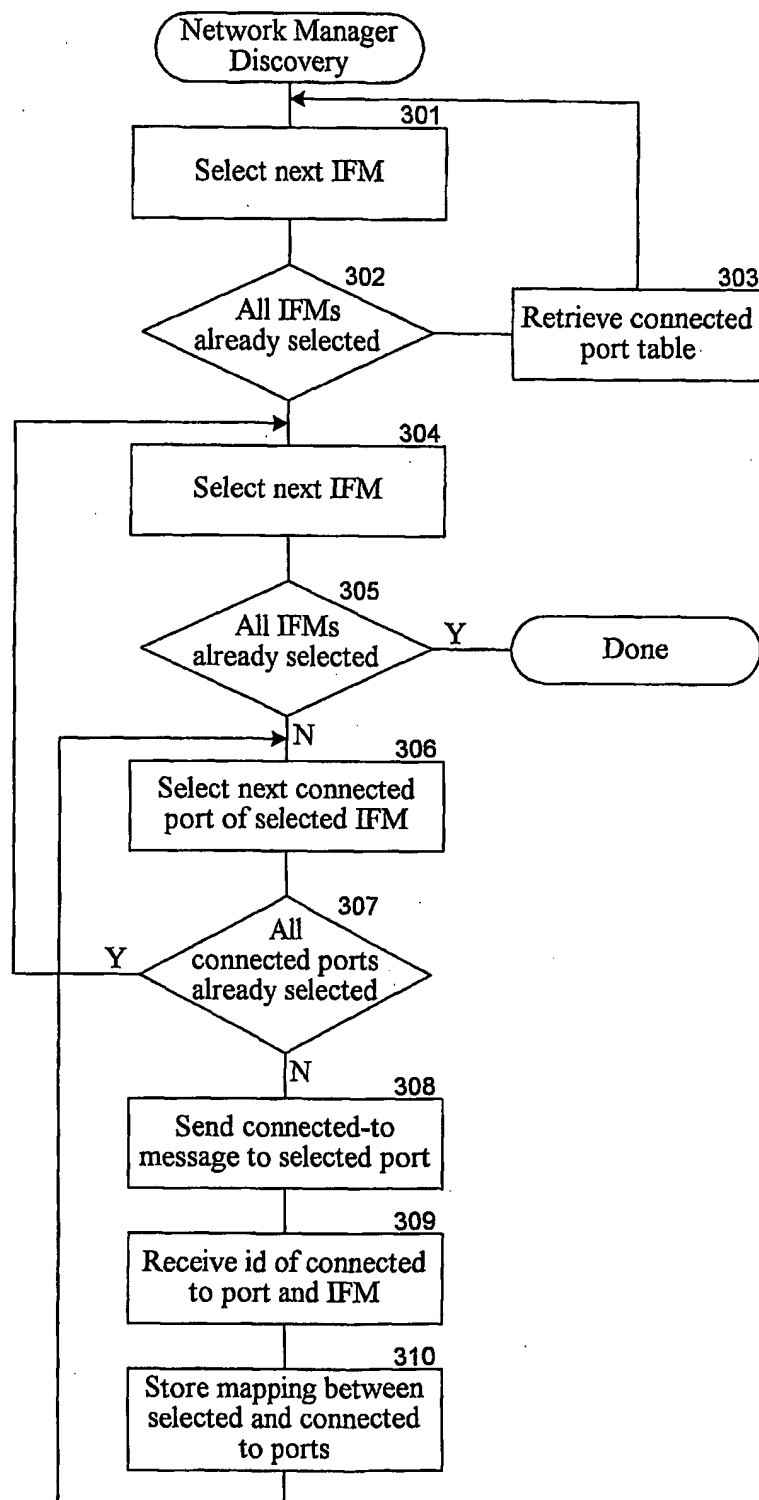 Network Manager
Discovery
301
Select next IFM
302
All IFMs
already selected
303
Retrieve connected
port table
304
Select next IFM
305
All IFMs
already selected
Y
Done
N
306
Select next connected
port of selected IFM
307
All
connected ports
already selected
Y
N
308
Send connected-to
message to selected port
309
Receive id of connected
to port and IFM
310
Store mapping between
selected and connected
to ports